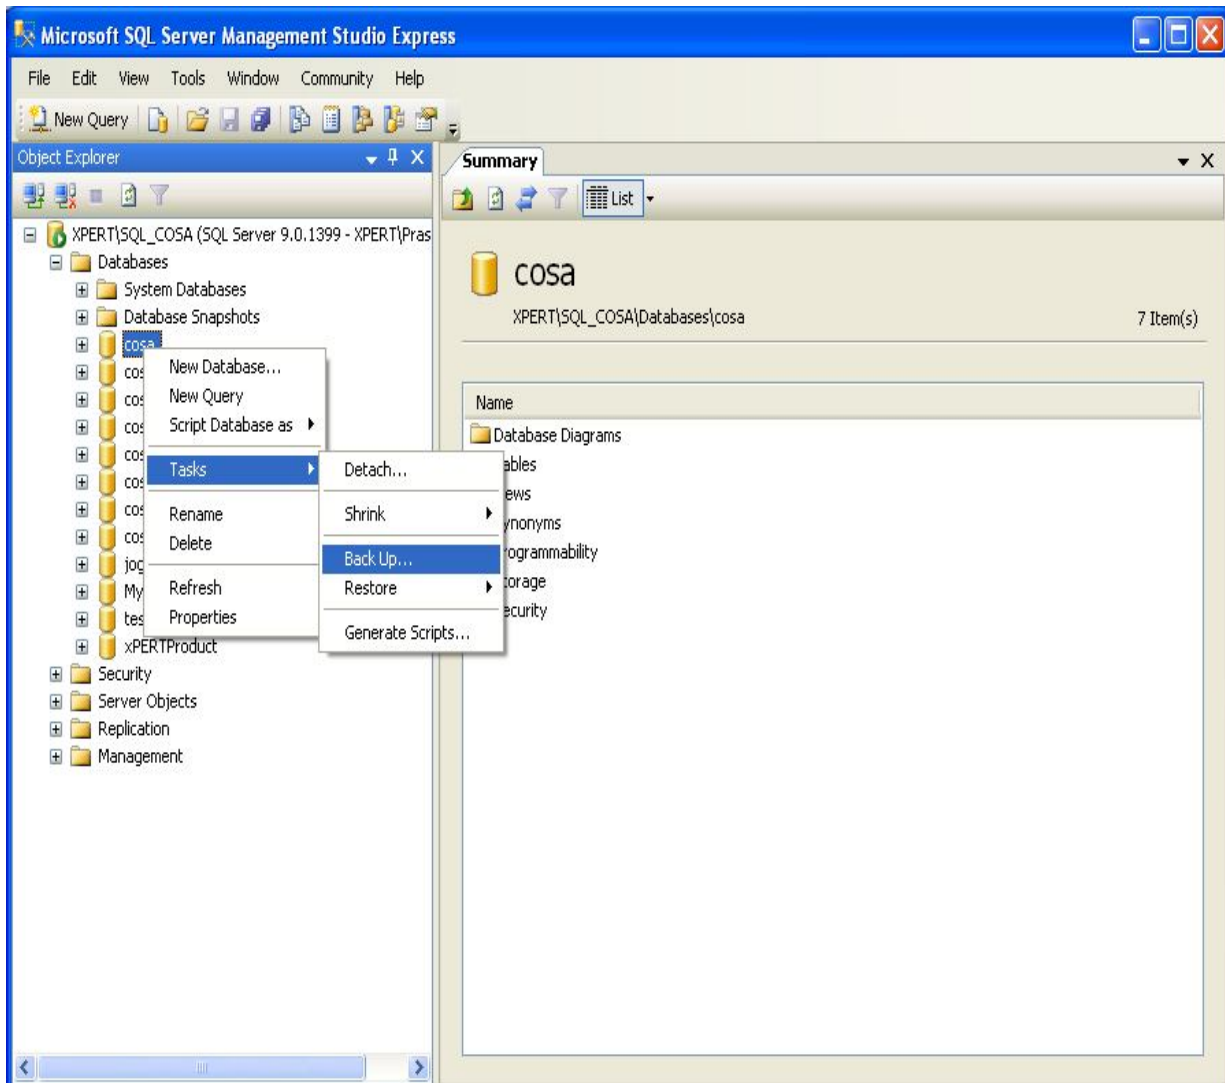 Microsoft SQL Server Management Studio Express
File Edit View Tools Window Community Help
New Query
Object Explorer
Summary
List
XPERT\SQL_COSA (SQL Server 9.0.1399 - XPERT\Pras
Databases
System Databases
Database Snapshots
cosa
New Database...
New Query
Script Database as
Tasks
Rename
Delete
Refresh
Properties
Detach...
Shrink
Back Up...
Restore
Generate Scripts...
xPERTProduct
Security
Server Objects
Replication
Management
cosa
XPERT\SQL_COSA\Databases\cosa
7 Item(s)
Name
Database Diagrams